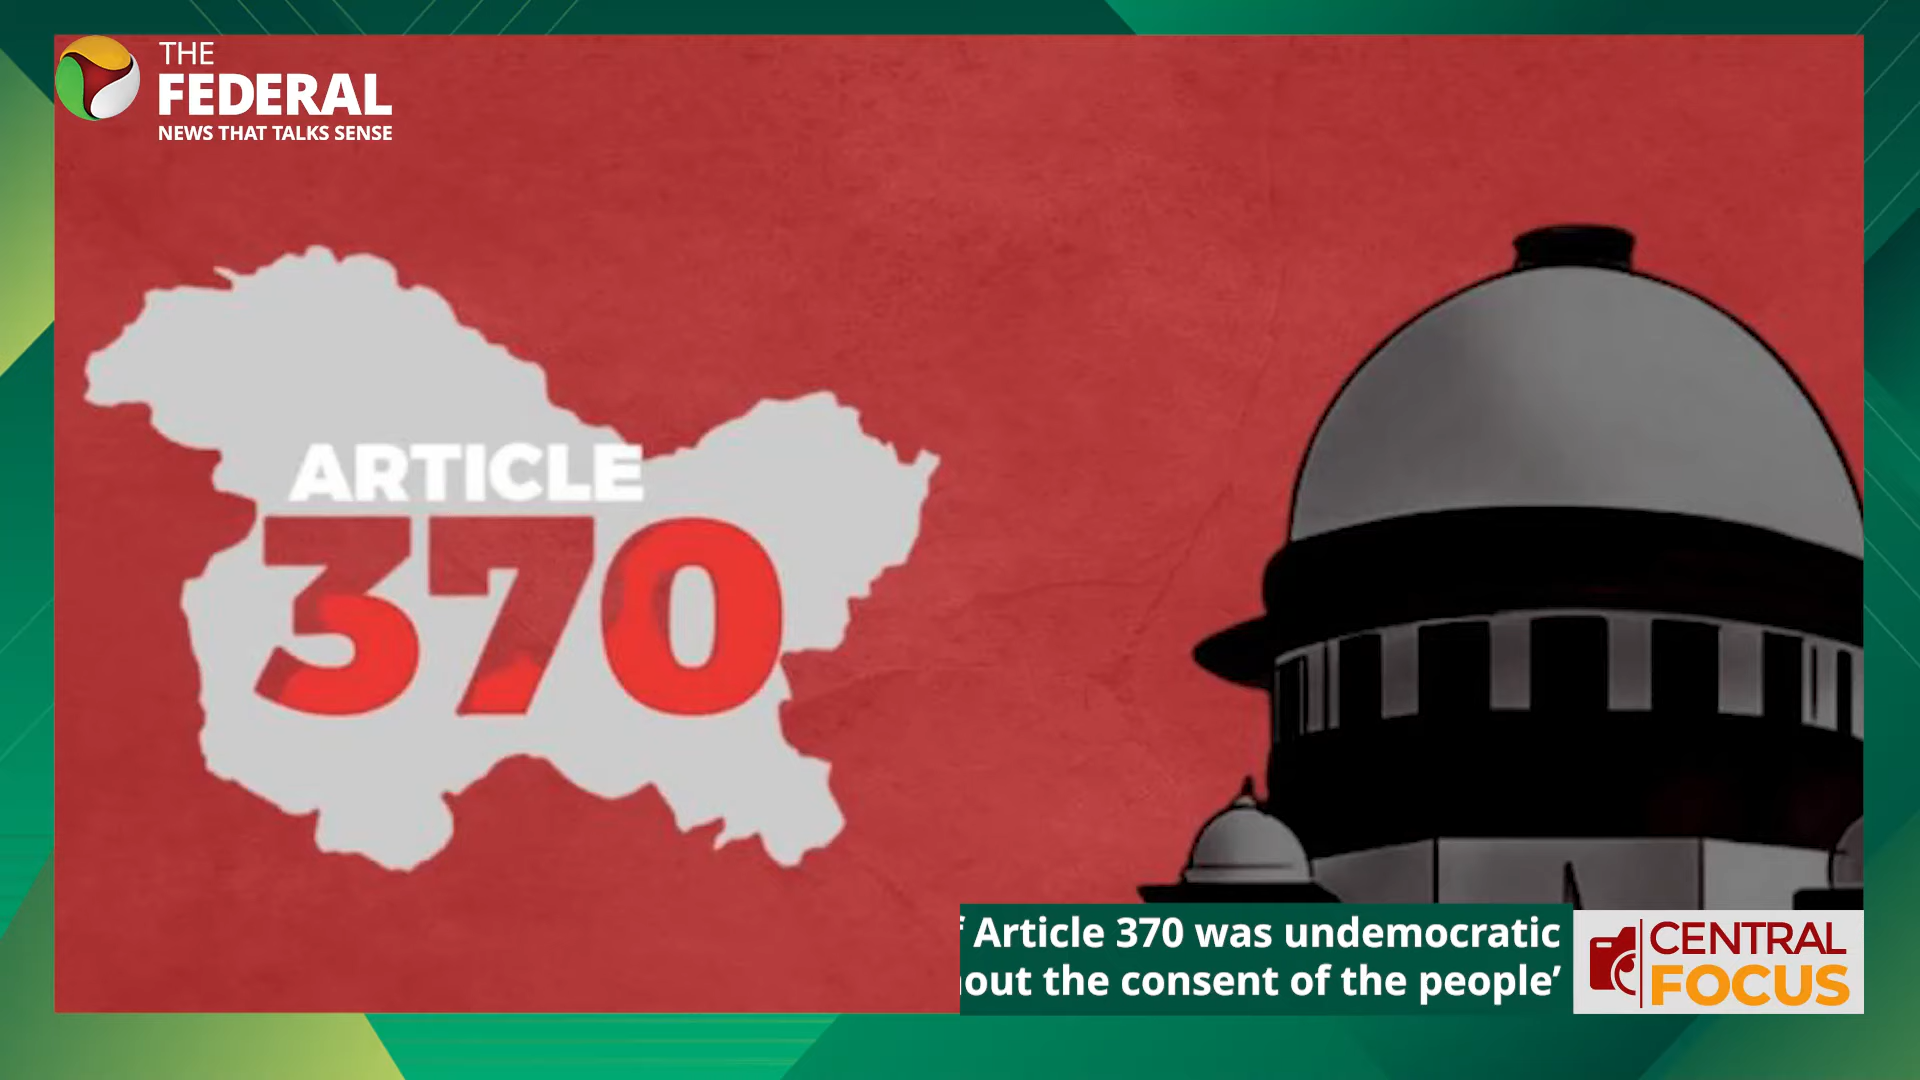 THE
FEDERAL
NEWS THAT TALKS SENSE
ARTICLE
370
Article 370 was undemocratic
the consent of the people’
CENTRAL
FOCUS